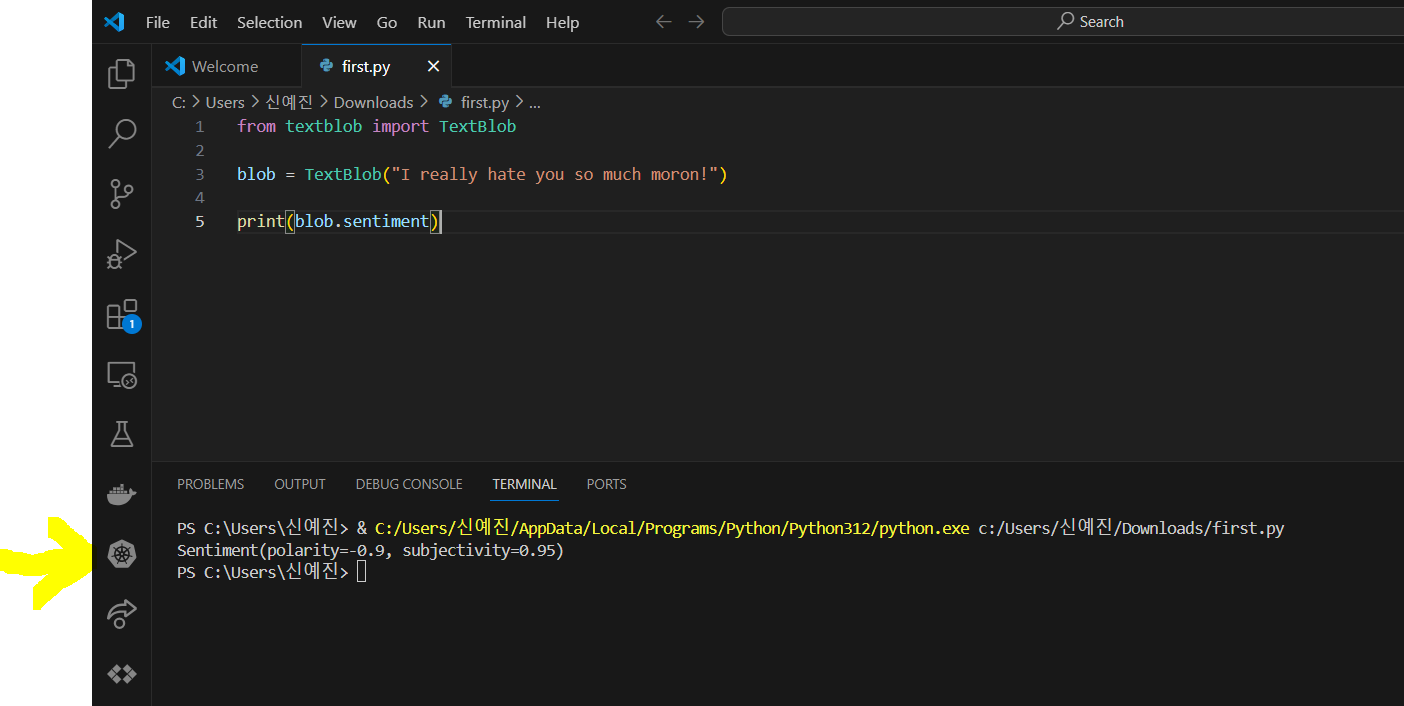 File Edit Selection View Go Run Terminal Help Search
Welcome first.py
C: > Users > 신예진 > Downloads > first.py > ...
1 from textblob import TextBlob
2
3 blob = TextBlob("I really hate you so much moron!")
4
5 print(blob.sentiment)
1
PROBLEMS OUTPUT DEBUG CONSOLE TERMINAL PORTS
PS C:\Users\신예진> & C:/Users/신예진/AppData/Local/Programs/Python/Python312/python.exe c:/Users/신예진/Downloads/first.py
Sentiment(polarity=-0.9, subjectivity=0.95)
PS C:\Users\신예진>